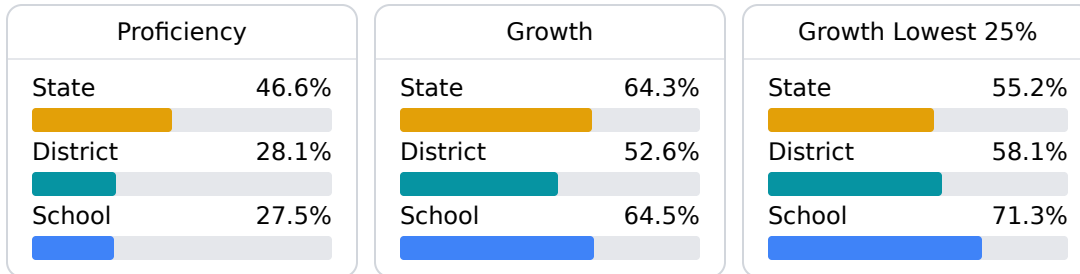 Proficiency
State 46.6%
District 28.1%
School 27.5%
Growth
State 64.3%
District 52.6%
School 64.5%
Growth Lowest 25%
State 55.2%
District 58.1%
School 71.3%